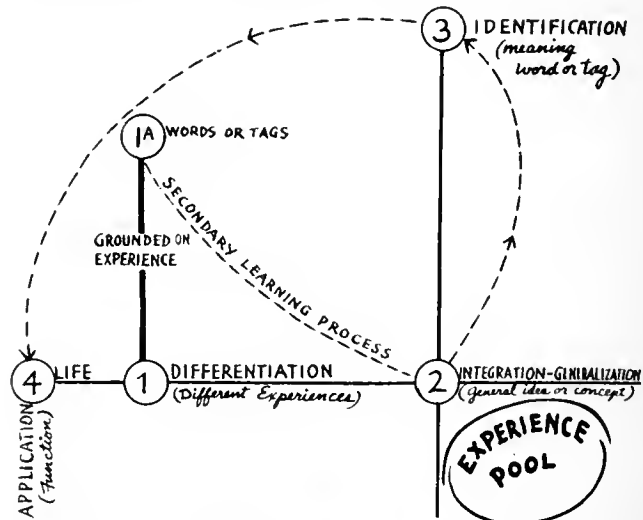 3 IDENTIFICATION
(meaning
word or tag)
1A WORDS OR TAGS
GROUNDED ON
EXPERIENCE
SECONDARY LEARNING PROCESS
4 LIFE
1 DIFFERENTIATION
(Different Experiences)
2 INTEGRATION-GENERALIZATION
(general idea or concept)
APPLICATION
(Function)
EXPERIENCE
POOL